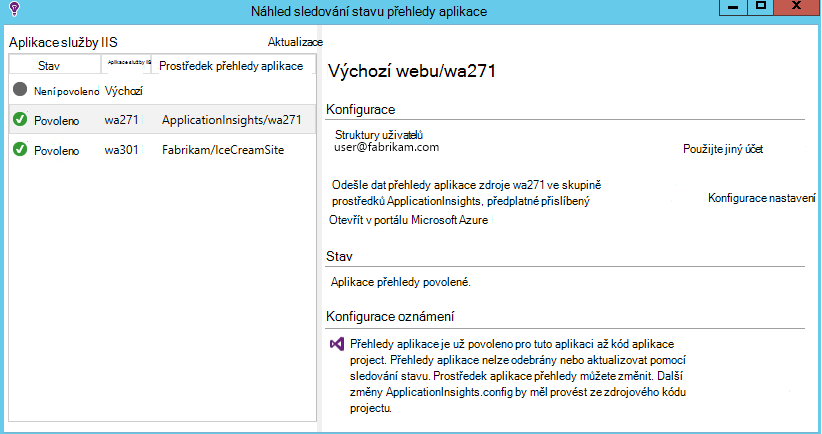 Náhled sledování stavu přehledy aplikace
Aplikace služby IIS
Aktualizace
Stav Aplikace služby IIS Prostředek přehledy aplikace
Není povoleno Výchozí
Povoleno wa271 ApplicationInsights/wa271
Povoleno wa301 Fabrikam/IceCreamSite
Výchozí webu/wa271
Konfigurace
Struktury uživatelů
user@fabrikam.com
Použijte jiný účet
Odešle dat přehledy aplikace zdroje wa271 ve skupině
prostředků ApplicationInsights, předplatné přislíbený
Konfigurace nastavení
Otevřít v portálu Microsoft Azure
Stav
Aplikace přehledy povolené.
Konfigurace oznámení
Přehledy aplikace je už povoleno pro tuto aplikaci až kód aplikace
project. Přehledy aplikace nelze odebrány nebo aktualizovat pomocí
sledování stavu. Prostředek aplikace přehledy můžete změnit. Další
změny ApplicationInsights.config by měl provést ze zdrojového kódu
projektu.